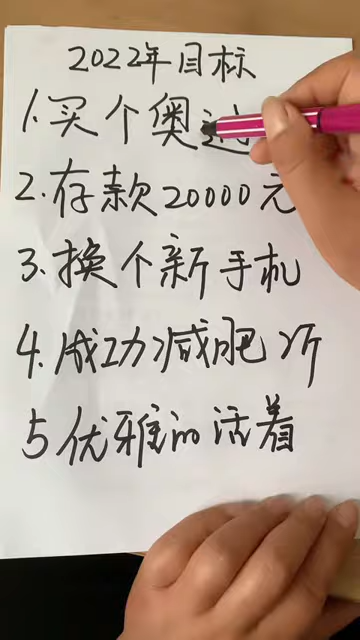 2022年目标
1.买个奥
2.存款20000元
3.换个新手机
4.成功减肥斤
5优雅的活着